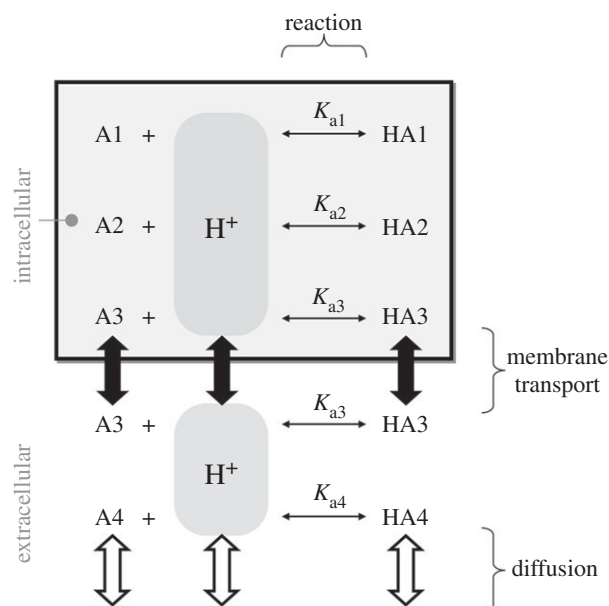 reaction
A1 + Ka1 HA1
A2 + H+ Ka2 HA2
A3 + Ka3 HA3
intracellular
membrane
transport
A3 + Ka3 HA3
H+
A4 + Ka4 HA4
extracellular
diffusion